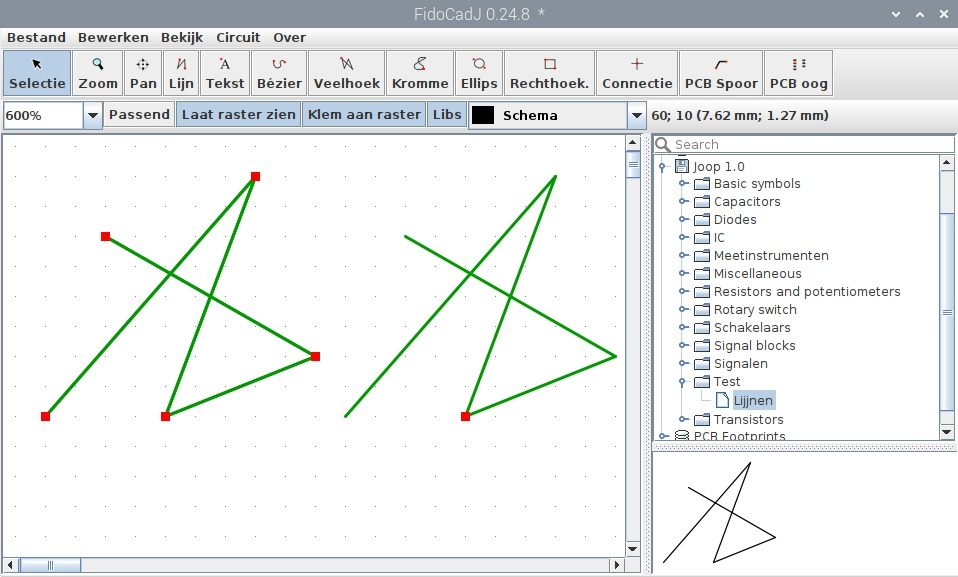 FidoCadJ 0.24.8 *
Bestand Bewerken Bekijk Circuit Over
Selectie Zoom Pan Lijn Tekst Bézier Veelhoek Kromme Ellips Rechthoek. Connectie PCB Spoor PCB oog
600% Passend Laat raster zien Klem aan raster Libs Schema 60; 10 (7.62 mm; 1.27 mm)
Search
Joop 1.0
Basic symbols
Capacitors
Diodes
IC
Meetinstrumenten
Miscellaneous
Resistors and potentiometers
Rotary switch
Schakelaars
Signal blocks
Signalen
Test
Lijjnen
Transistors
PCB Footprints